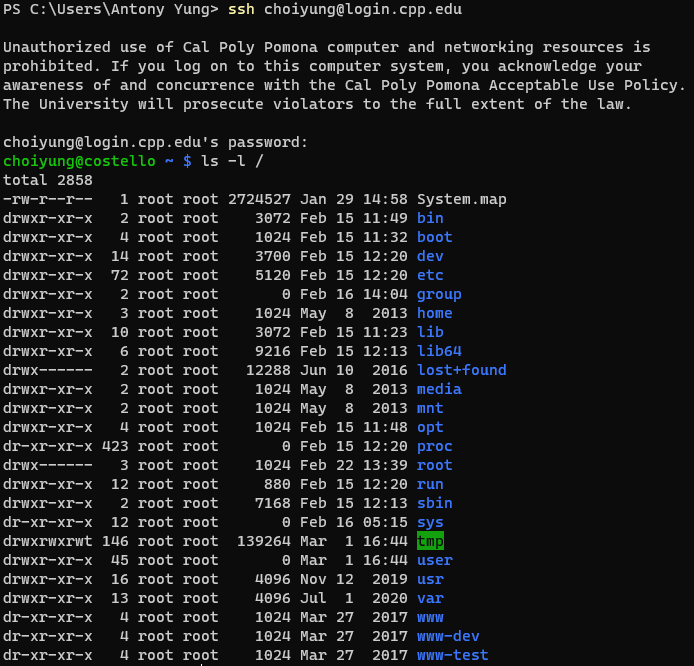 PS C:\Users\Antony Yung> ssh choiyung@login.cpp.edu

Unauthorized use of Cal Poly Pomona computer and networking resources is
prohibited. If you log on to this computer system, you acknowledge your
awareness of and concurrence with the Cal Poly Pomona Acceptable Use Policy.
The University will prosecute violators to the full extent of the law.

choiyung@login.cpp.edu's password:
choiyung@costello ~ $ ls -l /
total 2858
-rw-r--r--   1 root root 2724527 Jan 29 14:58 System.map
drwxr-xr-x   2 root root    3072 Feb 15 11:49 bin
drwxr-xr-x   4 root root    1024 Feb 15 11:32 boot
drwxr-xr-x  14 root root    3700 Feb 15 12:20 dev
drwxr-xr-x  72 root root    5120 Feb 15 12:20 etc
drwxr-xr-x   2 root root       0 Feb 16 14:04 group
drwxr-xr-x   3 root root    1024 May  8  2013 home
drwxr-xr-x  10 root root    3072 Feb 15 11:23 lib
drwxr-xr-x   6 root root    9216 Feb 15 12:13 lib64
drwx------   2 root root   12288 Jun 10  2016 lost+found
drwxr-xr-x   2 root root    1024 May  8  2013 media
drwxr-xr-x   2 root root    1024 May  8  2013 mnt
drwxr-xr-x   4 root root    1024 Feb 15 11:48 opt
dr-xr-xr-x 423 root root       0 Feb 15 12:20 proc
drwx------   3 root root    1024 Feb 22 13:39 root
drwxr-xr-x  12 root root     880 Feb 15 12:20 run
drwxr-xr-x   2 root root    7168 Feb 15 12:13 sbin
dr-xr-xr-x  12 root root       0 Feb 16 05:15 sys
drwxrwxrwt 146 root root  139264 Mar  1 16:44 tmp
drwxr-xr-x  45 root root       0 Mar  1 16:44 user
drwxr-xr-x  16 root root    4096 Nov 12  2019 usr
drwxr-xr-x  13 root root    4096 Jul  1  2020 var
dr-xr-xr-x   4 root root    1024 Mar 27  2017 www
dr-xr-xr-x   4 root root    1024 Mar 27  2017 www-dev
dr-xr-xr-x   4 root root    1024 Mar 27  2017 www-test